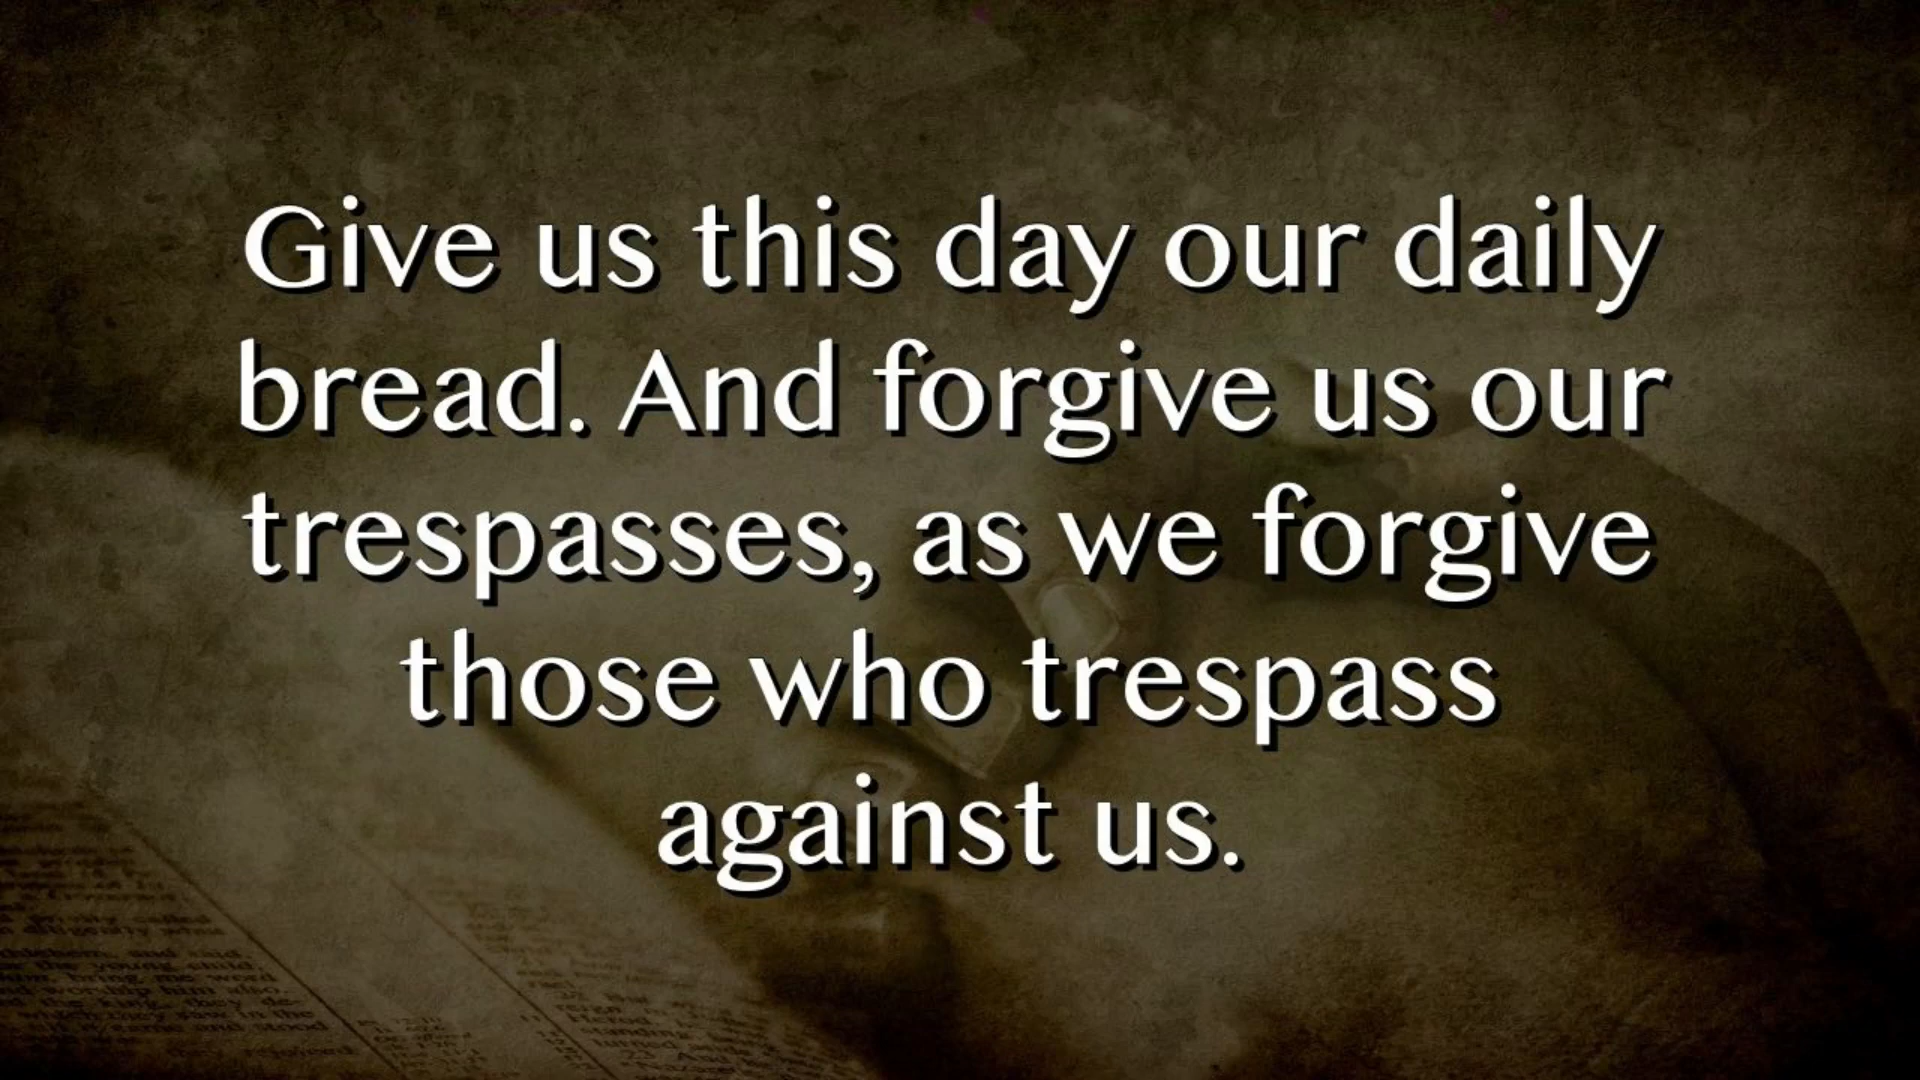 Give us this day our daily
bread. And forgive us our
trespasses, as we forgive
those who trespass
against us.